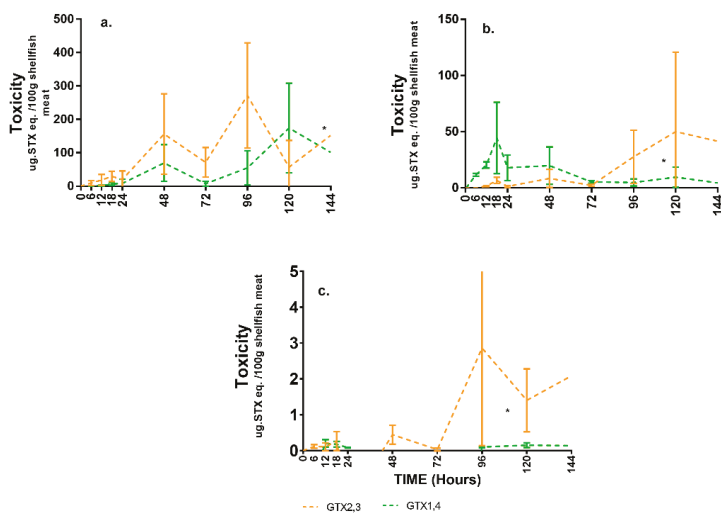 a.
Toxicity
ug.STX eq. /100g shellfish
meat
500
400
300
200
100
0
0 6 12 18 24 48 72 96 120 144
*
b.
Toxicity
ug.STX eq. /100g shellfish meat
150
100
50
0
0 6 12 18 24 48 72 96 120 144
*
c.
Toxicity
ug.STX eq. /100g shellfish meat
5
4
3
2
1
0
0 6 12 18 24 48 72 96 120 144
*
TIME (Hours)
GTX2,3 GTX1,4